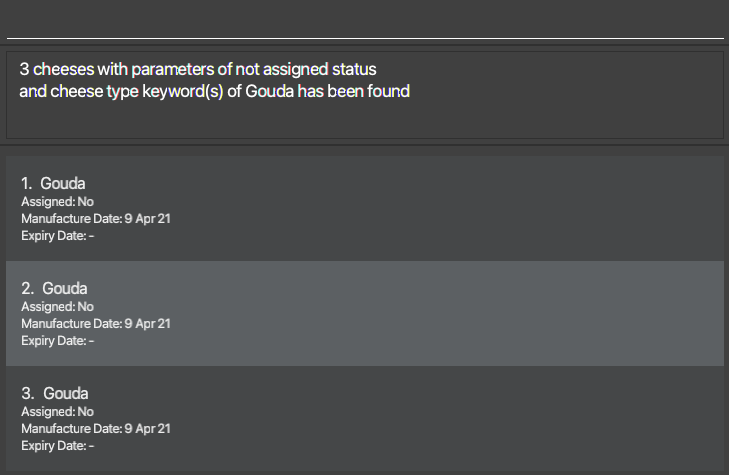 3 cheeses with parameters of not assigned status
and cheese type keyword(s) of Gouda has been found
1. Gouda
Assigned: No
Manufacture Date: 9 Apr 21
Expiry Date: -
2. Gouda
Assigned: No
Manufacture Date: 9 Apr 21
Expiry Date: -
3. Gouda
Assigned: No
Manufacture Date: 9 Apr 21
Expiry Date: -